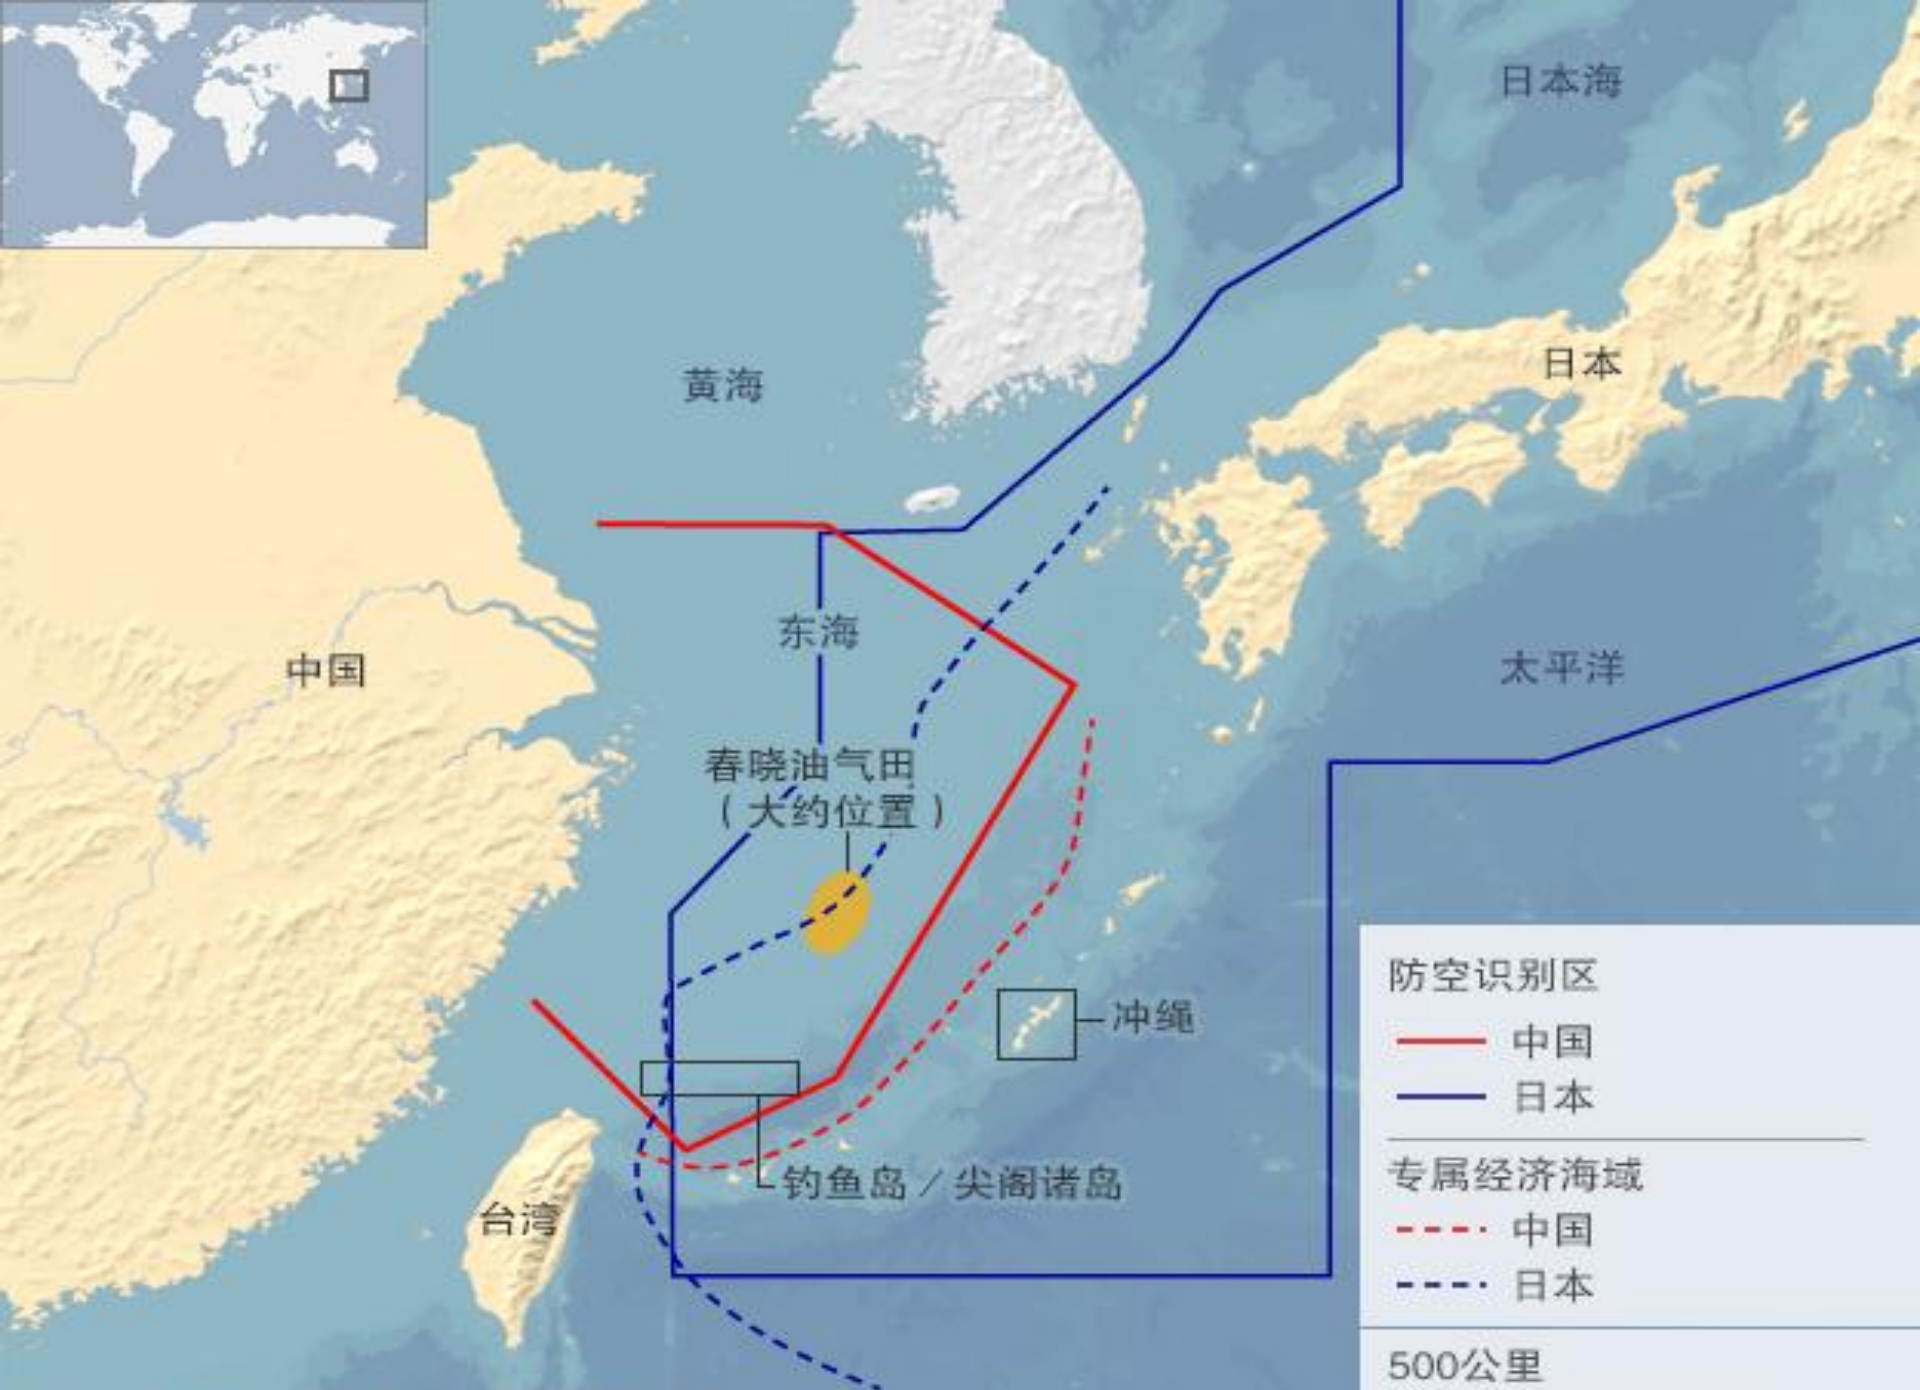 日本海
黄海
日本
东海
中国
太平洋
春晓油气田
（大约位置）
冲绳
钓鱼岛／尖阁诸岛
台湾
防空识别区
中国
日本
专属经济海域
中国
日本
500公里